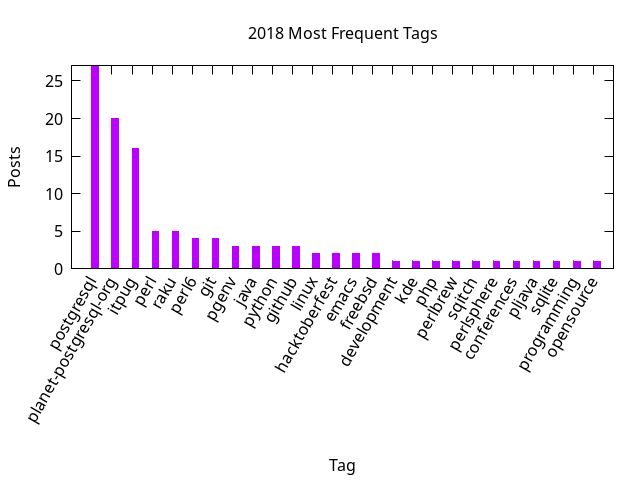 2018 Most Frequent Tags
Posts
25
20
15
10
5
0
postgresql
planet-postgresql-org
itpug
perl
raku
perl6
git
pgenv
java
python
github
linux
hacktoberfest
emacs
freebsd
development
kde
php
perlbrew
sqitch
perlsphere
conferences
pljava
sqlite
programming
opensource
Tag